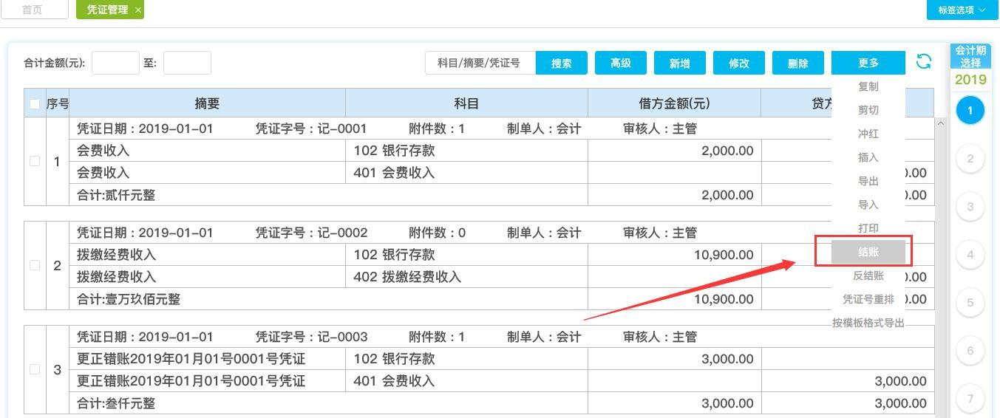 首页 凭证管理 × 标签选项
合计金额(元): 至: 科目/摘要/凭证号 搜索 高级 新增 修改 删除 更多
会计期
选择
2019
复制
剪切
冲红
插入
导出
导入
打印
结账
反结账
凭证号重排
按模板格式导出
序号 摘要 科目 借方金额(元) 贷方
1
凭证日期：2019-01-01 凭证字号：记-0001 附件数：1 制单人：会计 审核人：主管
会费收入 102 银行存款 2,000.00
会费收入 401 会费收入 0.00
合计:贰仟元整 2,000.00 0.00
2
凭证日期：2019-01-01 凭证字号：记-0002 附件数：0 制单人：会计 审核人：主管
拨缴经费收入 102 银行存款 10,900.00
拨缴经费收入 402 拨缴经费收入 0.00
合计:壹万玖佰元整 10,900.00 0.00
3
凭证日期：2019-01-01 凭证字号：记-0003 附件数：1 制单人：会计 审核人：主管
更正错账2019年01月01号0001号凭证 102 银行存款 3,000.00
更正错账2019年01月01号0001号凭证 401 会费收入 3,000.00
合计:叁仟元整 3,000.00 3,000.00
1
2
3
4
5
6
7